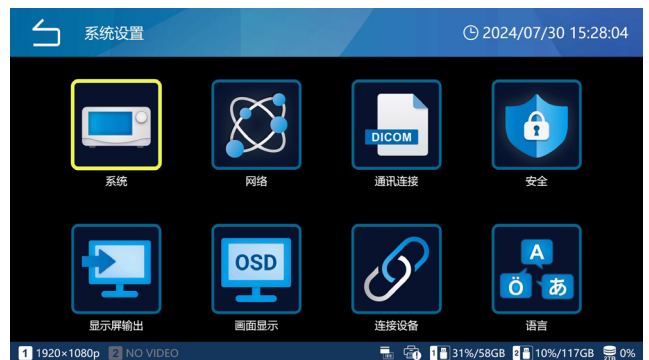 系统设置
2024/07/30 15:28:04
DICOM
系统
网络
通讯连接
安全
OSD
A
Ö
あ
显示屏输出
画面显示
连接设备
语言
1 1920×1080p 2 NO VIDEO
1 31%/58GB 2 10%/117GB 2TB 0%